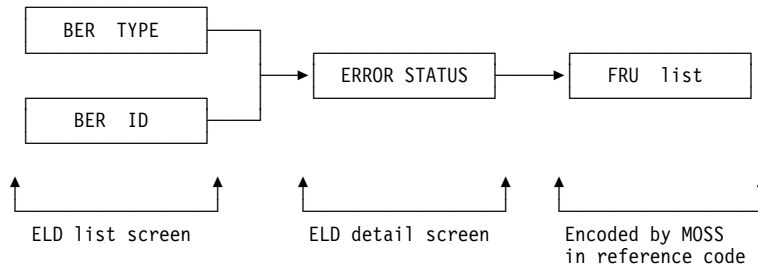 BER TYPE
ERROR STATUS
FRU list
BER ID
ELD list screen
ELD detail screen
Encoded by MOSS
in reference code